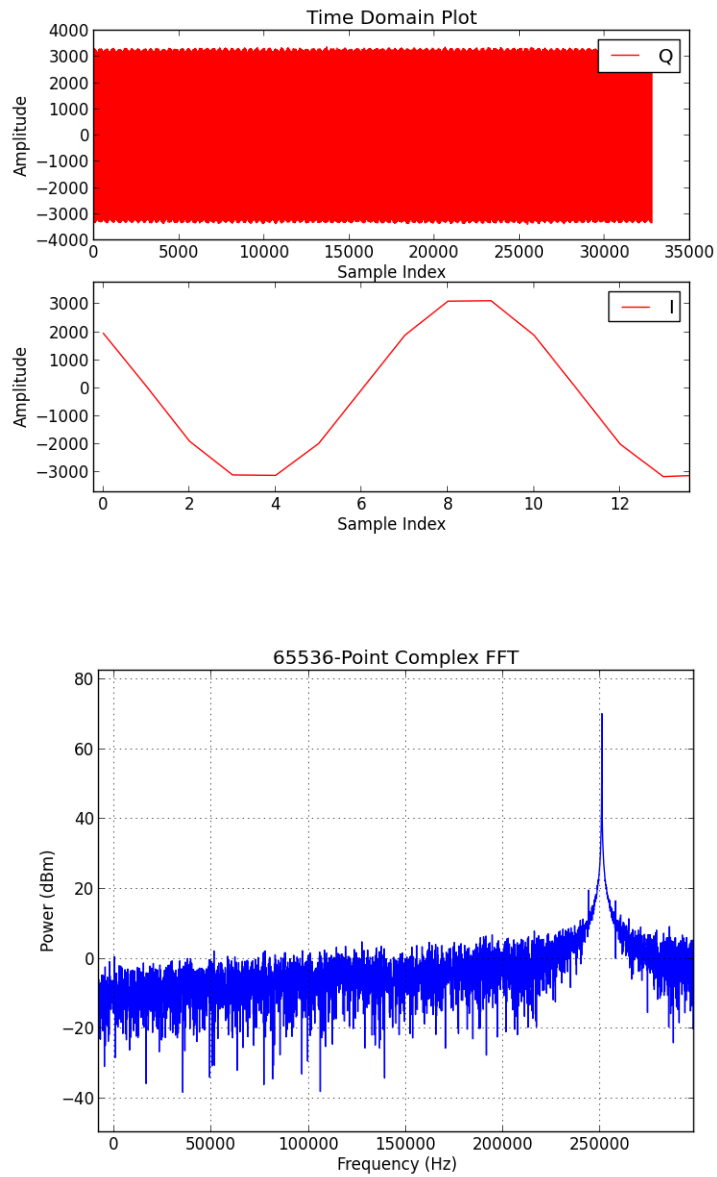 Time Domain Plot
4000
3000
2000
1000
0
−1000
−2000
−3000
−4000
Amplitude
Q
0 5000 10000 15000 20000 25000 30000 35000
Sample Index
3000
2000
1000
0
−1000
−2000
−3000
Amplitude
I
0 2 4 6 8 10 12
Sample Index
65536-Point Complex FFT
80
60
40
20
0
−20
−40
Power (dBm)
0 50000 100000 150000 200000 250000
Frequency (Hz)